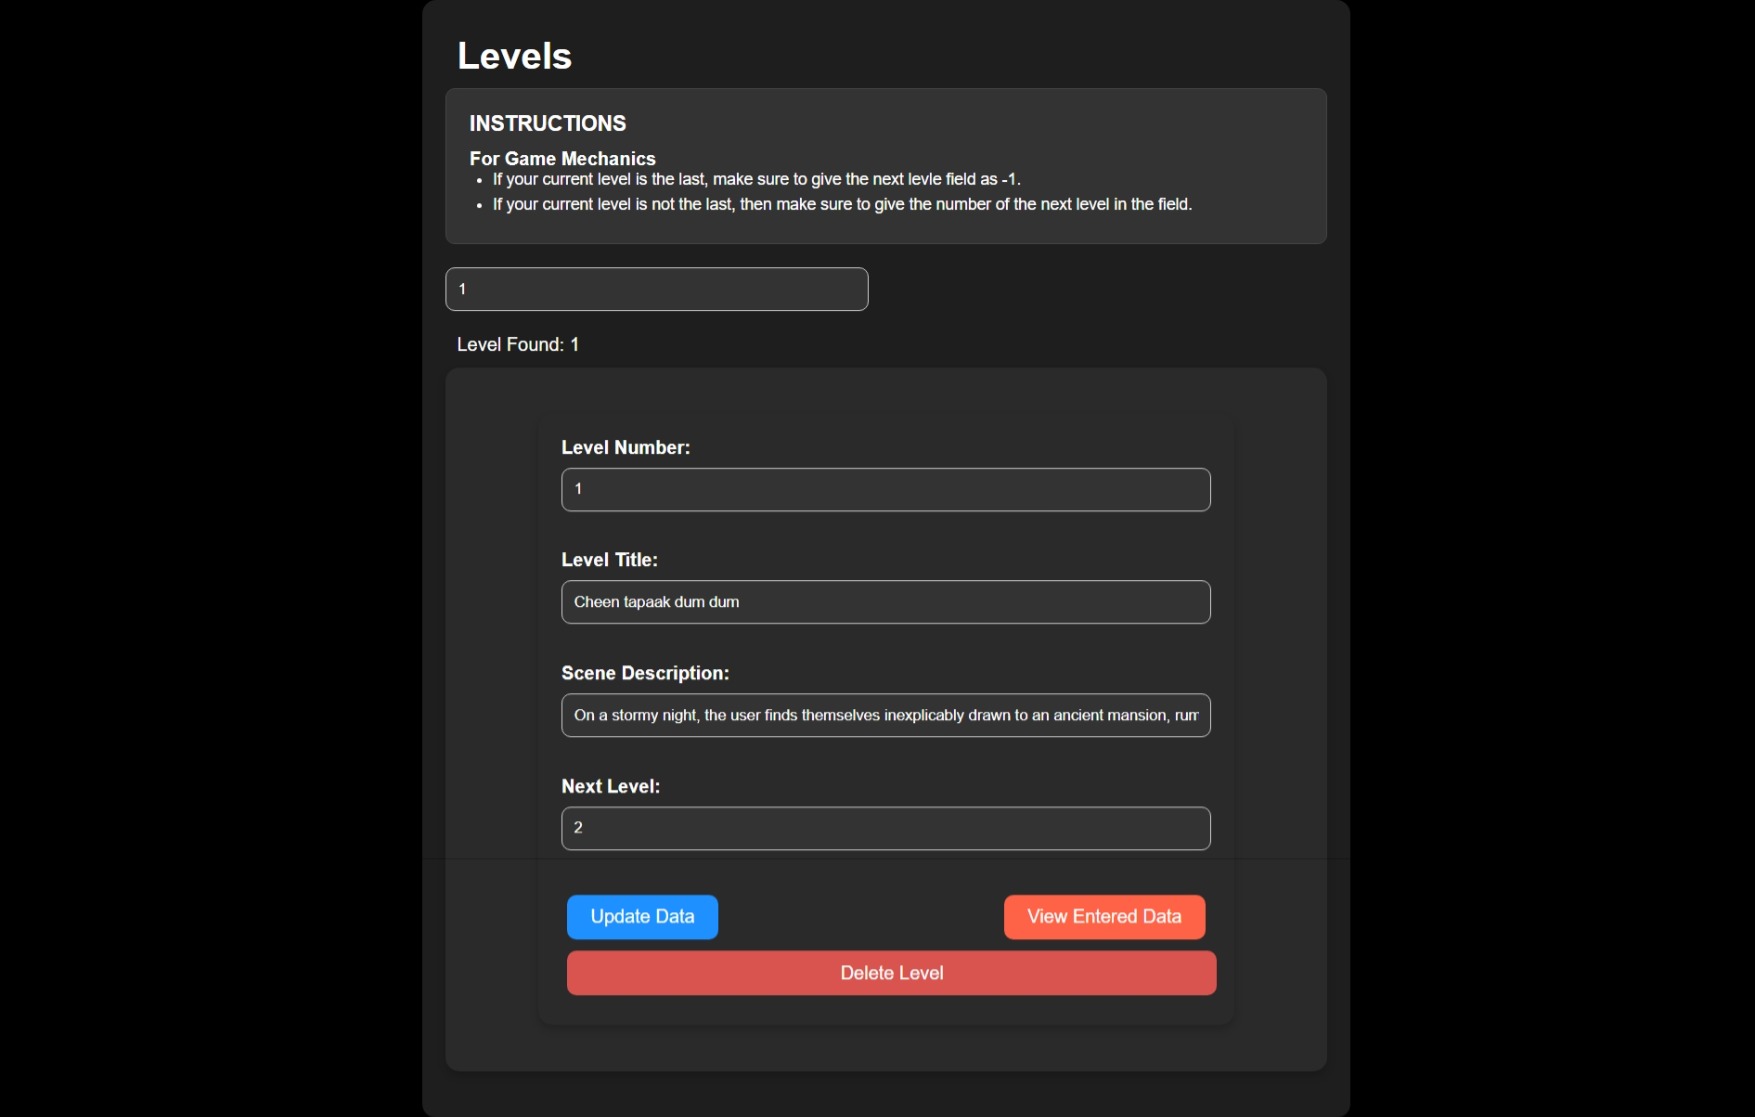 Levels
INSTRUCTIONS
For Game Mechanics
• If your current level is the last, make sure to give the next levle field as -1.
• If your current level is not the last, then make sure to give the number of the next level in the field.
1
Level Found: 1
Level Number:
1
Level Title:
Cheen tapaak dum dum
Scene Description:
On a stormy night, the user finds themselves inexplicably drawn to an ancient mansion, rum
Next Level:
2
Update Data View Entered Data
Delete Level